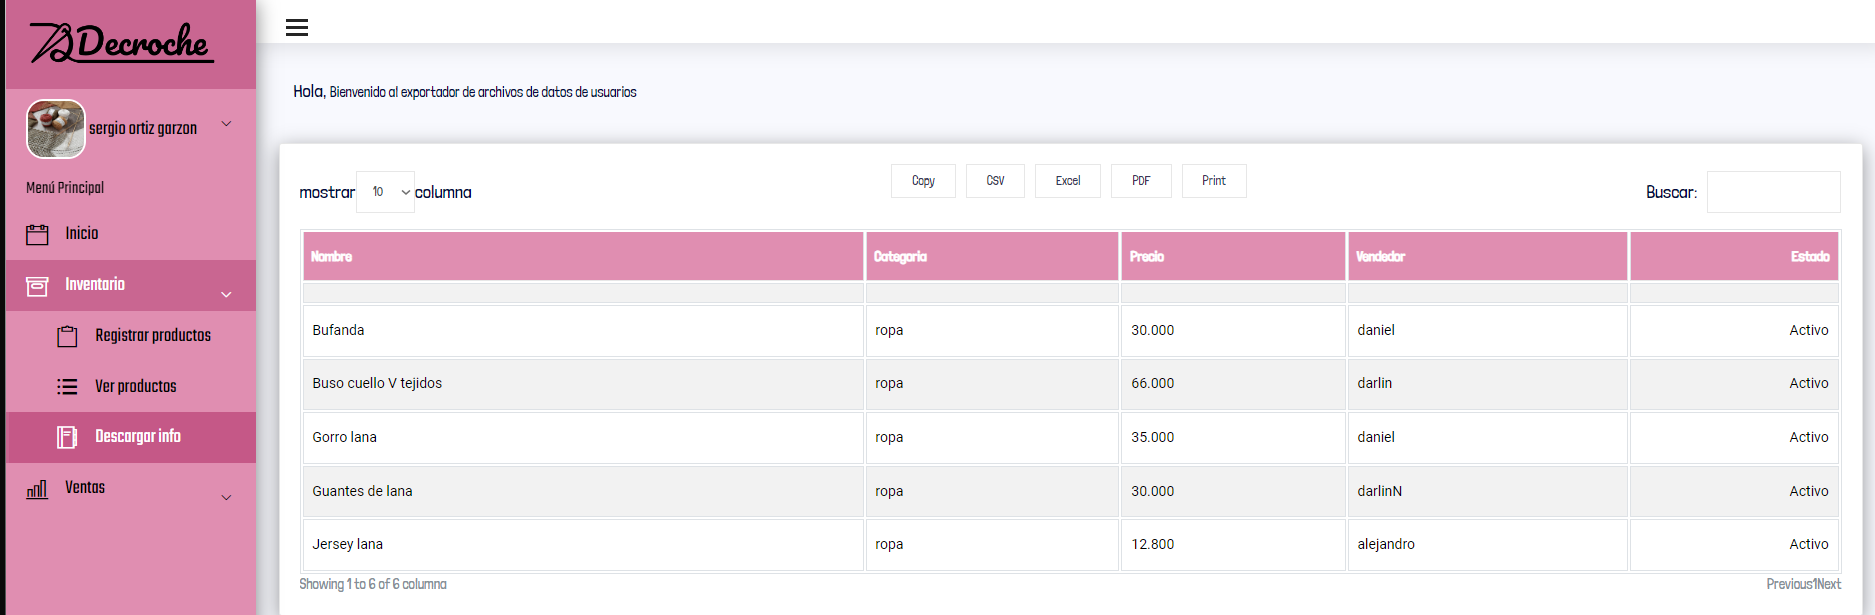 Decroche
sergio ortiz garzon
Menú Principal
Inicio
Inventario
Registrar productos
Ver productos
Descargar info
Ventas
Hola, Bienvenido al exportador de archivos de datos de usuarios
mostrar 10 columna
Copy CSV Excel PDF Print
Buscar:
Nombre Categoria Precio Vendedor Estado
Bufanda ropa 30.000 daniel Activo
Buso cuello V tejidos ropa 66.000 darlin Activo
Gorro lana ropa 35.000 daniel Activo
Guantes de lana ropa 30.000 darlinN Activo
Jersey lana ropa 12.800 alejandro Activo
Showing 1 to 6 of 6 columna
Previous1Next